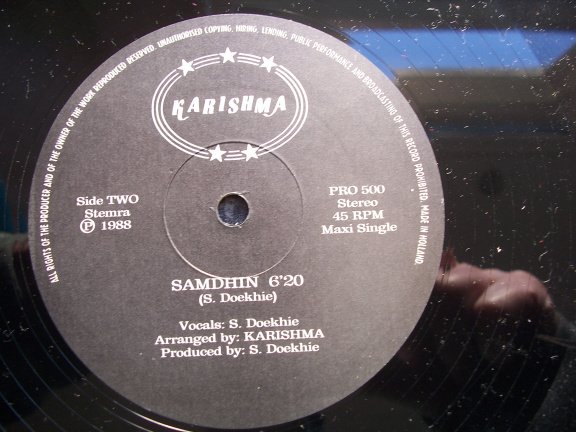 ALL RIGHTS OF THE PRODUCER AND OF THE OWNER OF THE WORK REPRODUCED RESERVED. UNAUTHORISED COPYING, HIRING, LENDING, PUBLIC PERFORMANCE AND BROADCASTING OF THIS RECORD PROHIBITED. MADE IN HOLLAND.
KARISHMA
Side TWO
Stemra
℗ 1988
PRO 500
Stereo
45 RPM
Maxi Single
SAMDHIN 6'20
(S. Doekhie)
Vocals: S. Doekhie
Arranged by: KARISHMA
Produced by: S. Doekhie